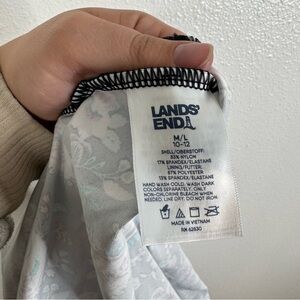 LANDS'
END
M/L
10-12
SHELL/OBERSTOFF:
83% NYLON
17% SPANDEX/ELASTANE
LINING/FUTTER:
87% POLYESTER
13% SPANDEX/ELASTANE
HAND WASH COLD, WASH DARK
COLORS SEPARATELY, ONLY
NON-CHLORINE BLEACH WHEN
NEEDED. LINE DRY, DO NOT IRON.
MADE IN VIETNAM
RN 62830